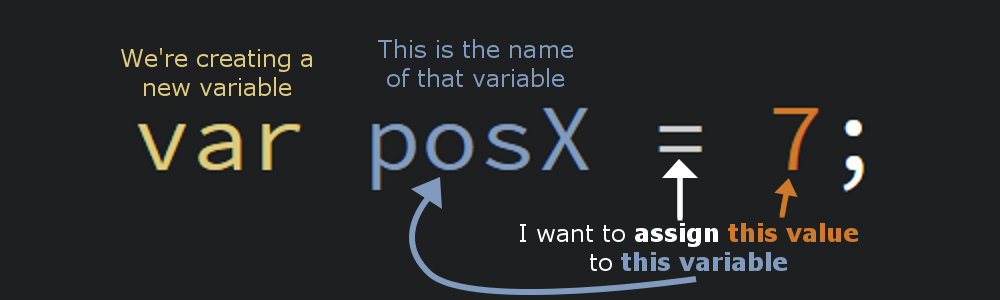 We're creating a
new variable
This is the name
of that variable
var posX = 7;
I want to assign this value
to this variable